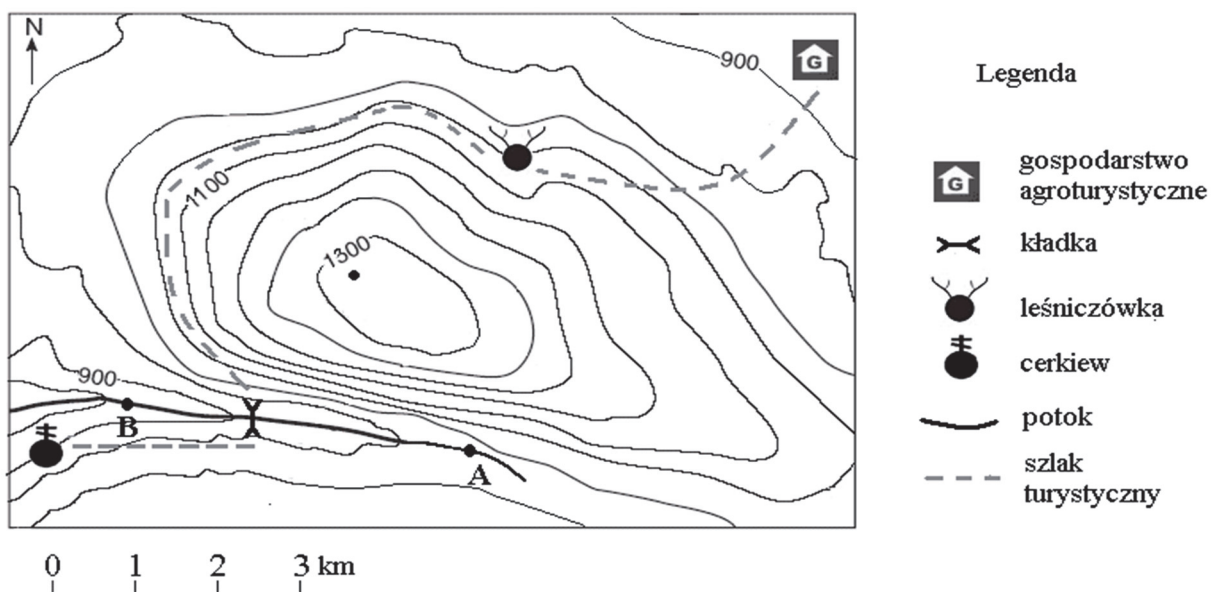 N
900
G
1100
1300
900
B
A
0 1 2 3 km
Legenda
G
gospodarstwo
agroturystyczne
kładka
leśniczówka
cerkiew
potok
szlak
turystyczny